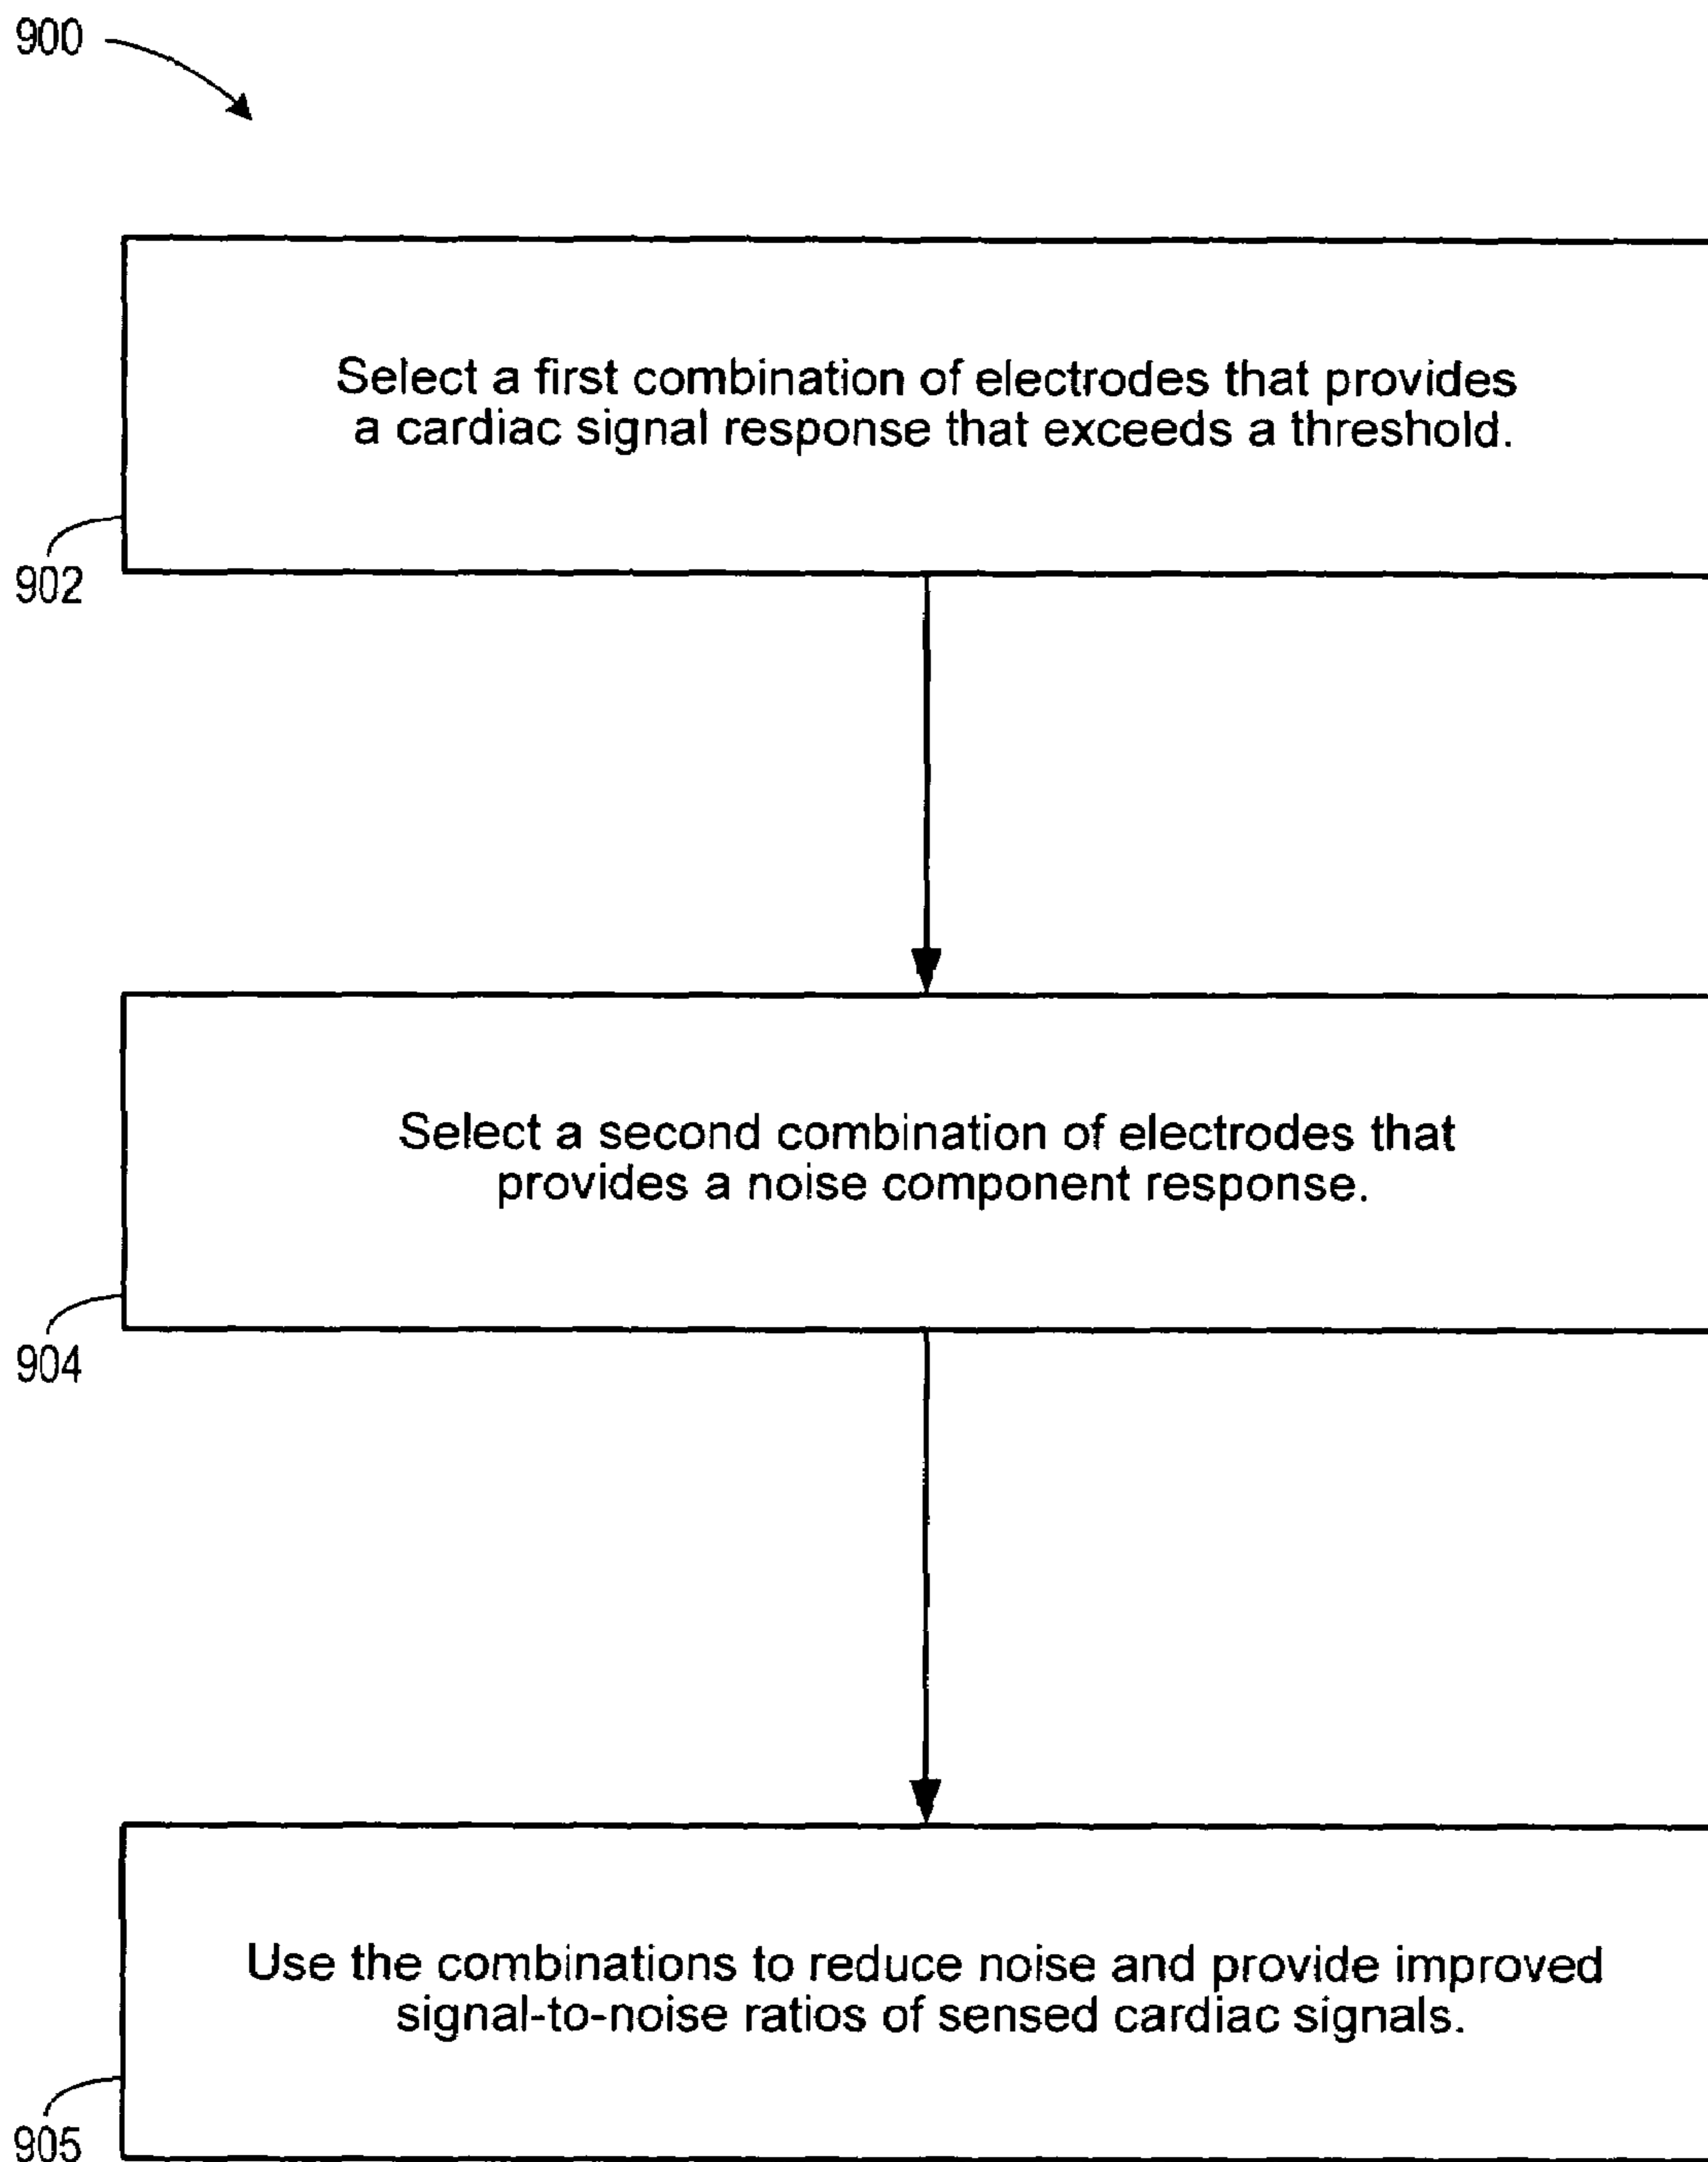 900
Select a first combination of electrodes that provides
a cardiac signal response that exceeds a threshold.
902
Select a second combination of electrodes that
provides a noise component response.
904
Use the combinations to reduce noise and provide improved
signal-to-noise ratios of sensed cardiac signals.
905